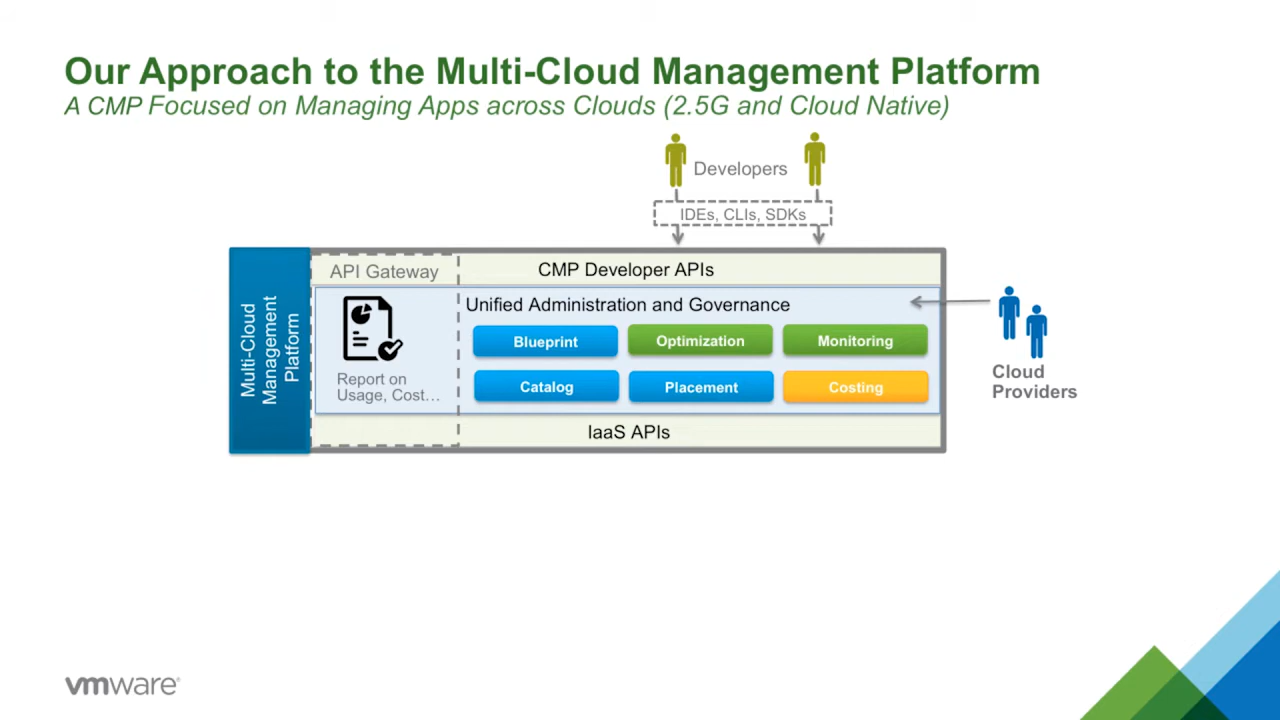 Our Approach to the Multi-Cloud Management Platform
A CMP Focused on Managing Apps across Clouds (2.5G and Cloud Native)
Developers
IDEs, CLIs, SDKs
Multi-Cloud
Management
Platform
API Gateway
CMP Developer APIs
Unified Administration and Governance
Blueprint
Optimization
Monitoring
Report on
Usage, Cost…
Catalog
Placement
Costing
IaaS APIs
Cloud
Providers
vmware®